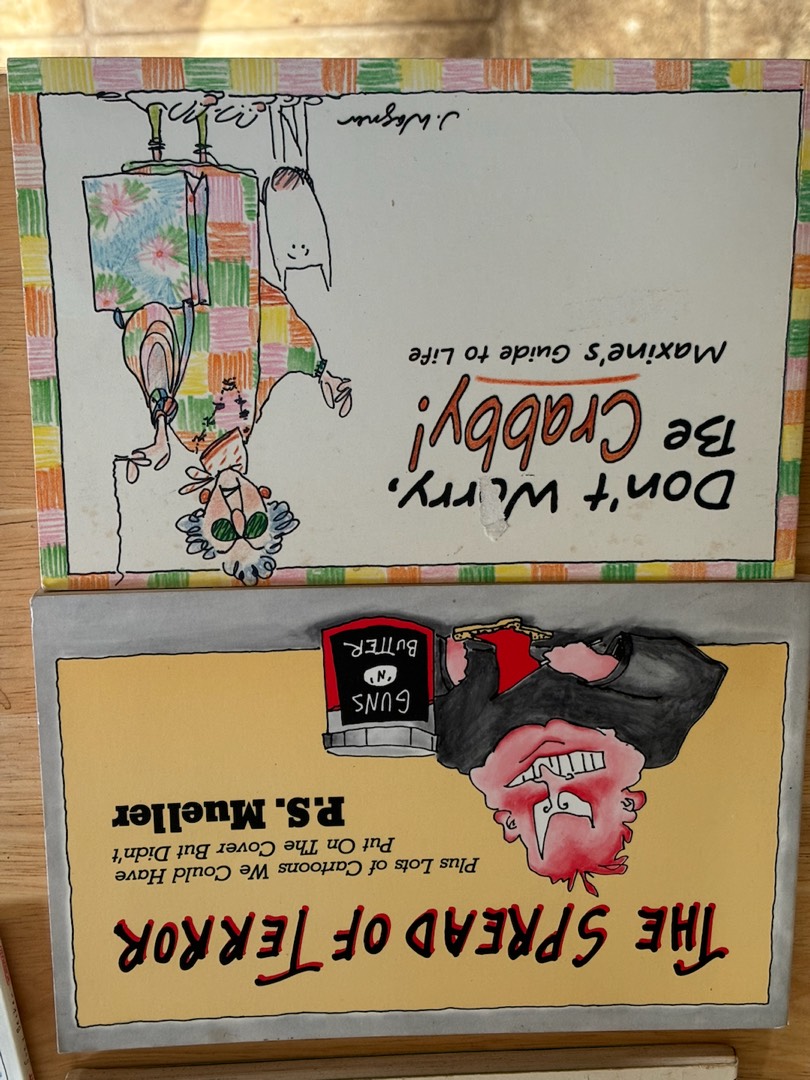 THE SPREAD OF TERROR
Plus Lots of Cartoons We Could Have
Put On The Cover But Didn't
P.S. Mueller
GUNS
'N'
BUTTER
Don't Worry,
Be Crabby!
Maxine's Guide to Life
J. Wagner